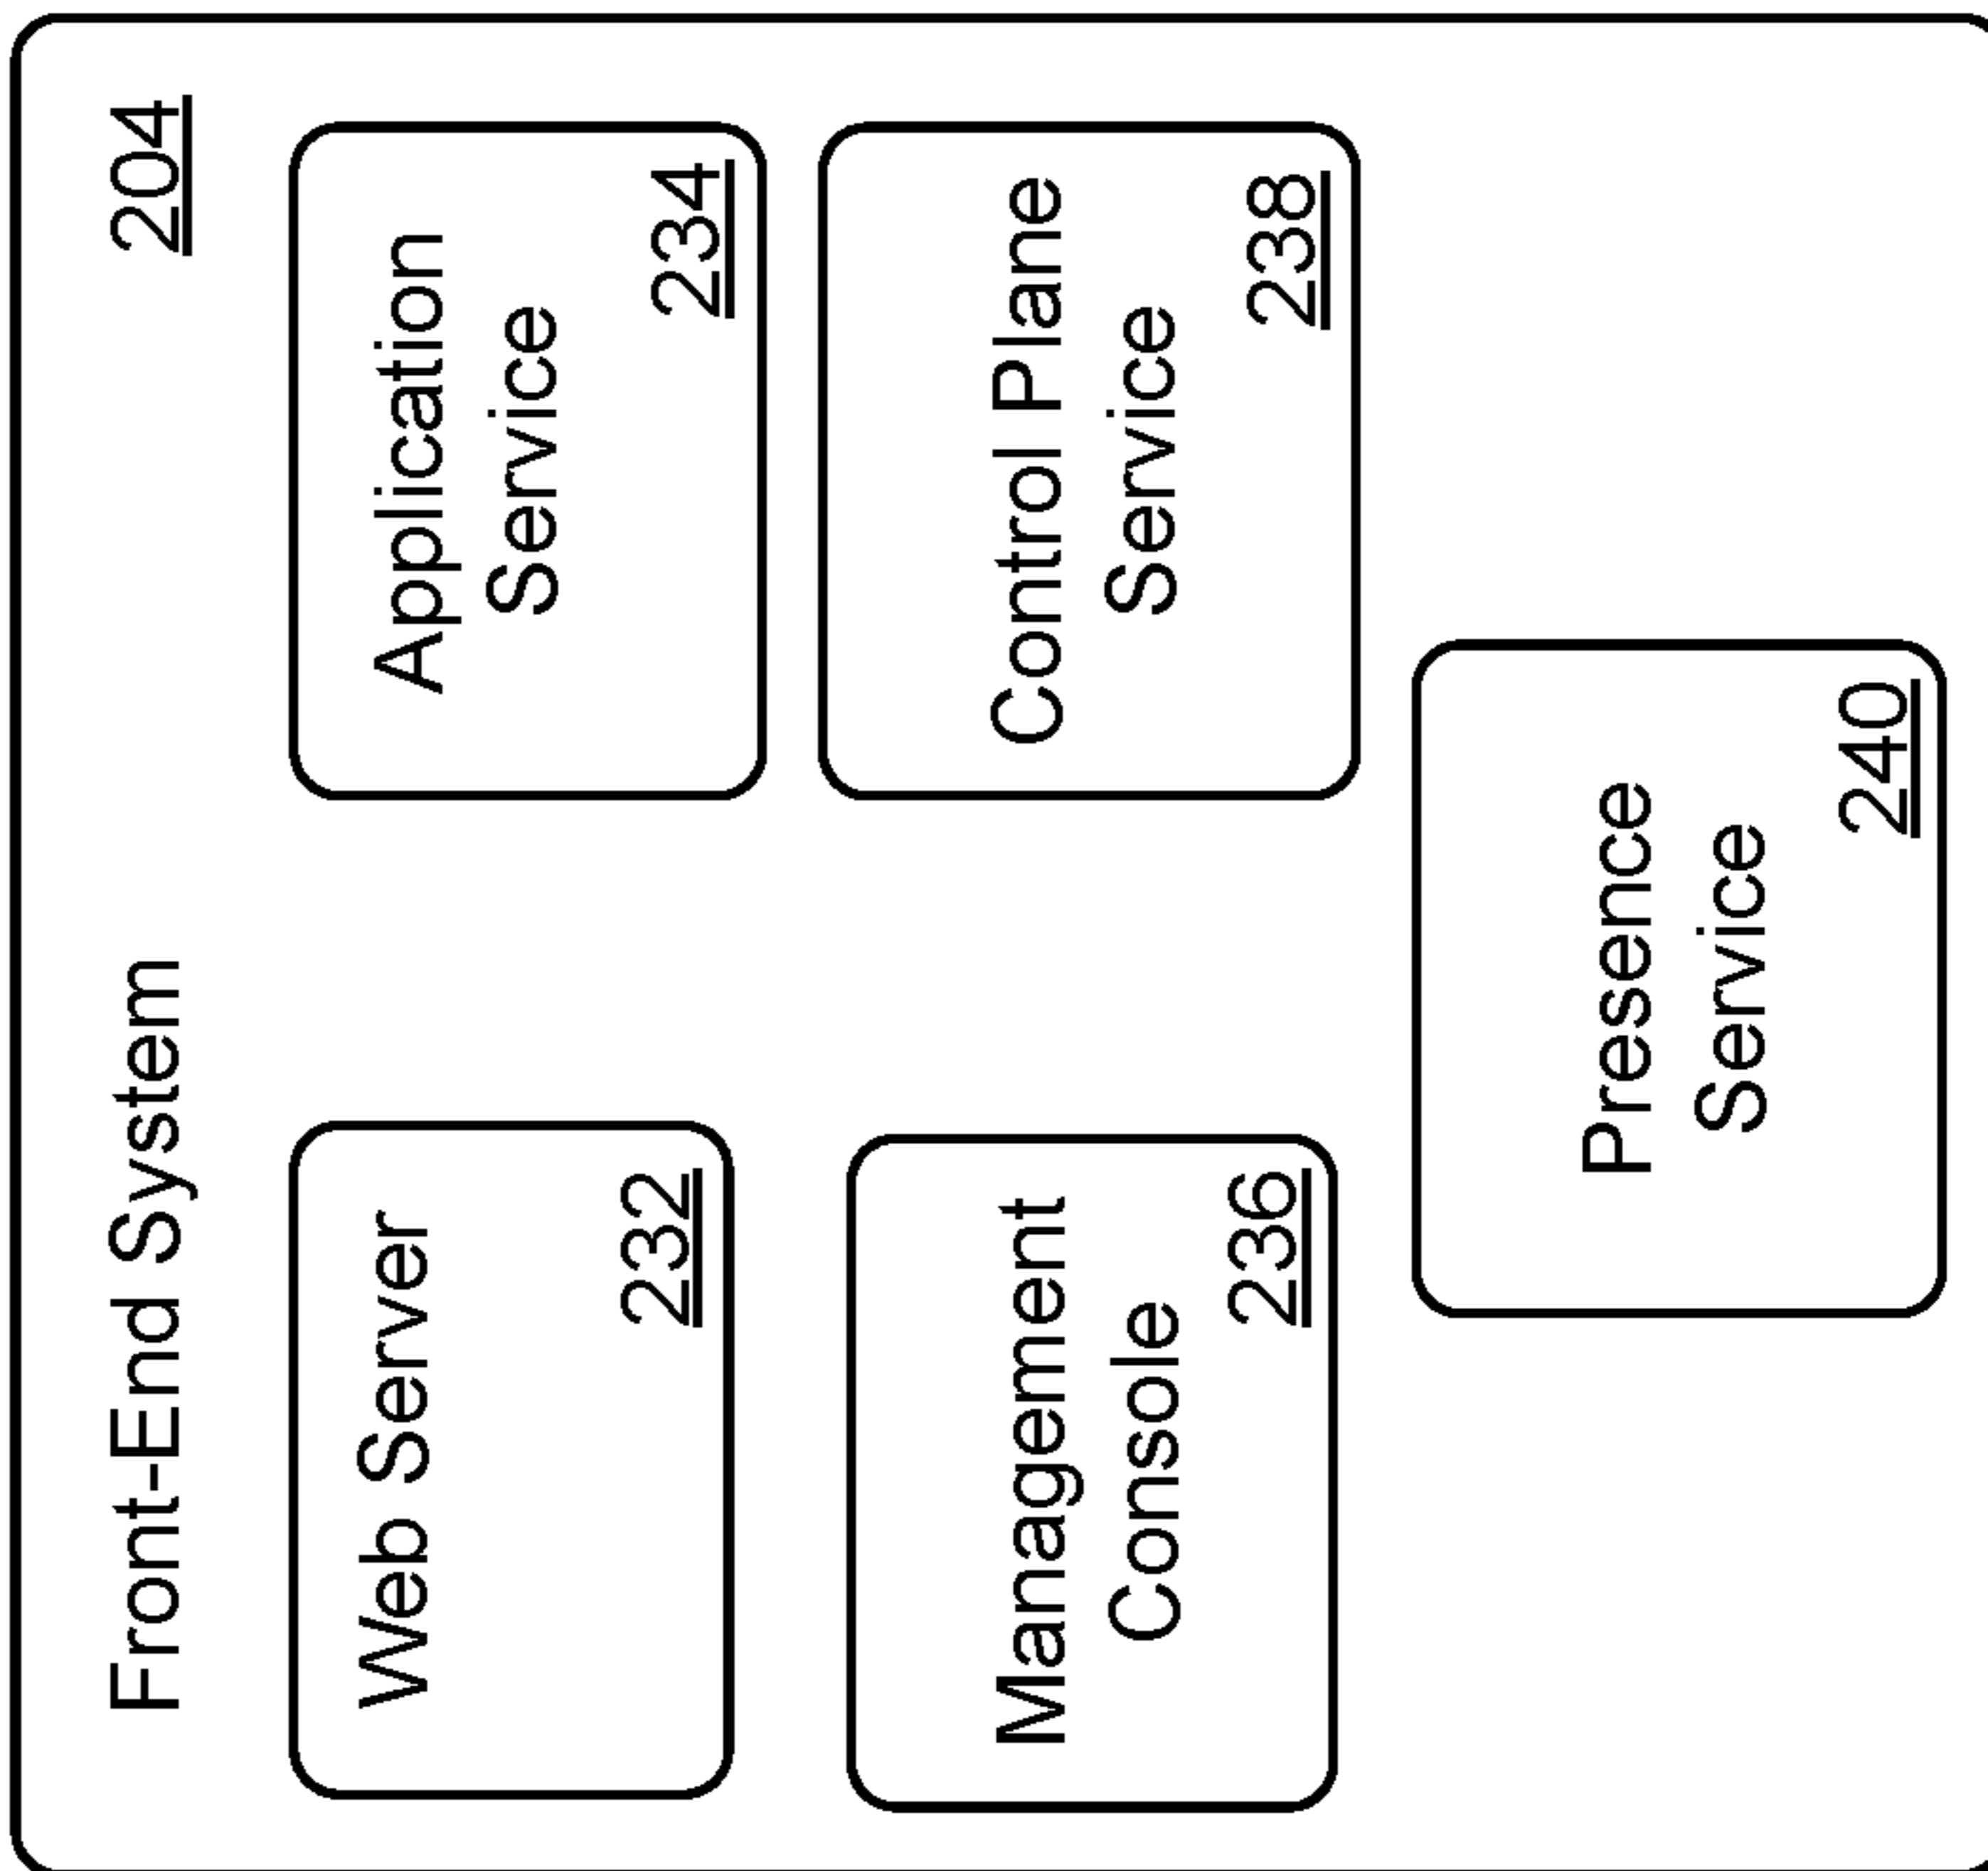 Front-End System
204
Web Server
232
Application
Service
234
Management
Console
236
Control Plane
Service
238
Presence
Service
240